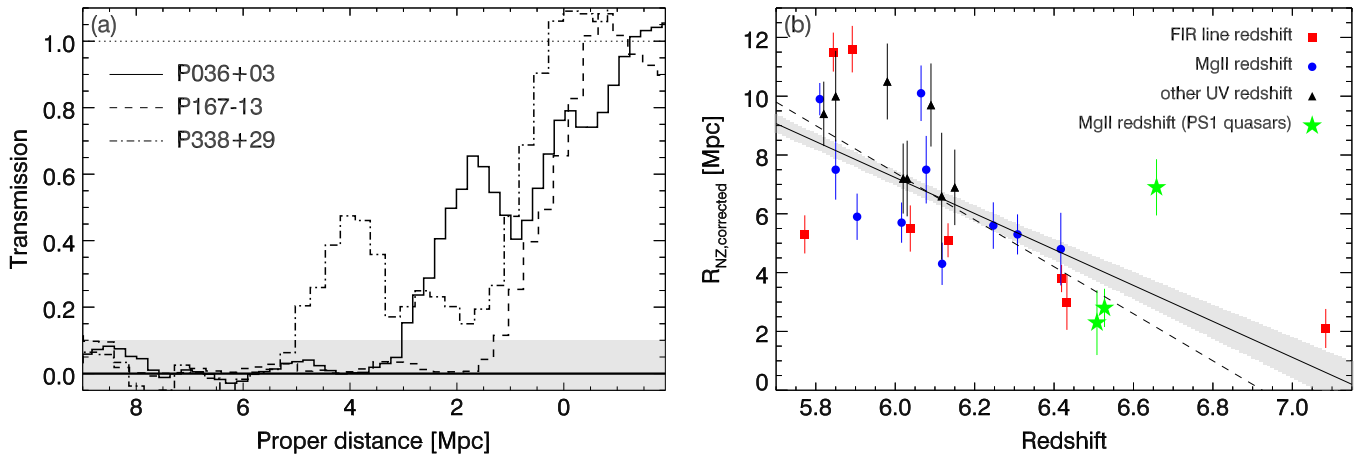 (a)
P036+03
P167-13
P338+29
Transmission
1.0
0.8
0.6
0.4
0.2
0.0
8 6 4 2 0
Proper distance [Mpc]
(b)
FIR line redshift
MgII redshift
other UV redshift
MgII redshift (PS1 quasars)
R_NZ,corrected [Mpc]
12
10
8
6
4
2
0
5.8 6.0 6.2 6.4 6.6 6.8 7.0
Redshift